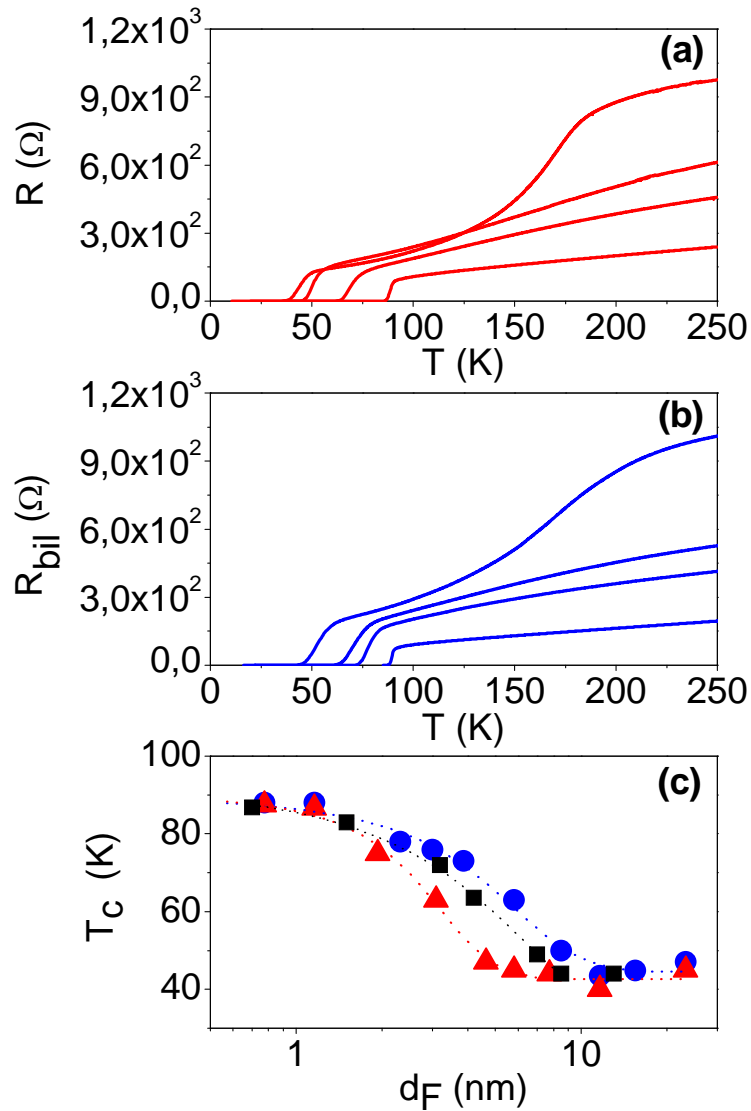 1,2x10³
(a)
9,0x10²
R (Ω)
6,0x10²
3,0x10²
0,0
0 50 100 150 200 250
T (K)
1,2x10³
(b)
9,0x10²
R_bil (Ω)
6,0x10²
3,0x10²
0,0
0 50 100 150 200 250
T (K)
100
(c)
80
T_c (K)
60
40
1 10
d_F (nm)